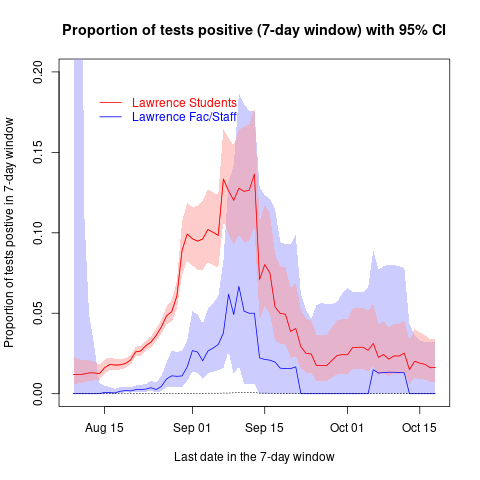 Proportion of tests positive (7-day window) with 95% CI
Proportion of tests postive in 7-day window
0.20
0.15
0.10
0.05
0.00
Lawrence Students
Lawrence Fac/Staff
Aug 15
Sep 01
Sep 15
Oct 01
Oct 15
Last date in the 7-day window